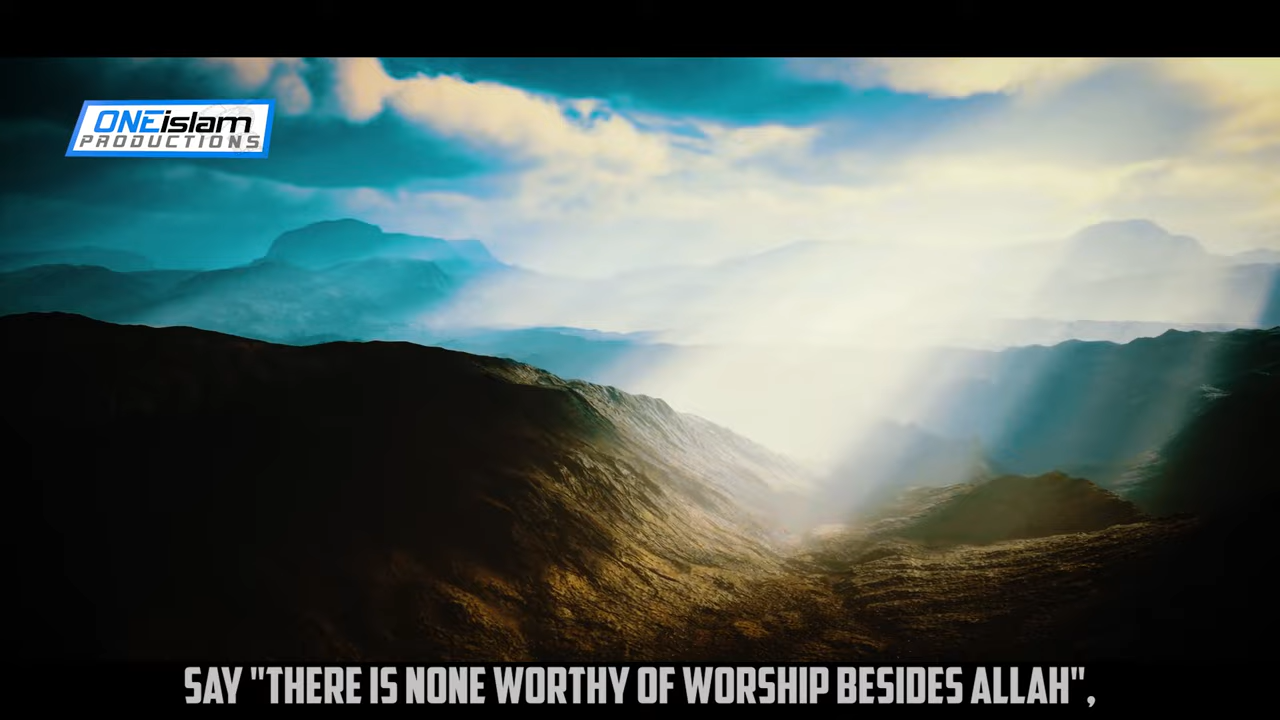 ONEislam
PRODUCTIONS
SAY "THERE IS NONE WORTHY OF WORSHIP BESIDES ALLAH",